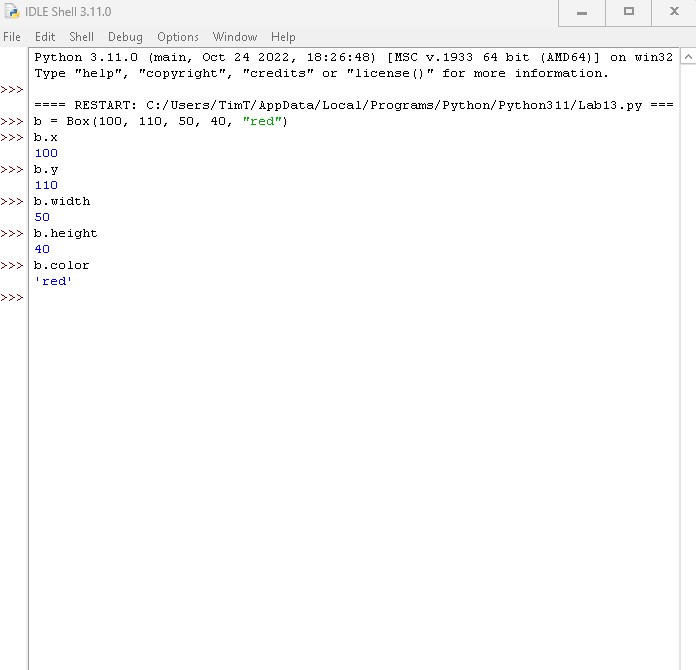 IDLE Shell 3.11.0
File Edit Shell Debug Options Window Help
Python 3.11.0 (main, Oct 24 2022, 18:26:48) [MSC v.1933 64 bit (AMD64)] on win32
Type "help", "copyright", "credits" or "license()" for more information.
>>>
==== RESTART: C:/Users/TimT/AppData/Local/Programs/Python/Python311/Lab13.py ===
>>> b = Box(100, 110, 50, 40, "red")
>>> b.x
100
>>> b.y
110
>>> b.width
50
>>> b.height
40
>>> b.color
'red'
>>>